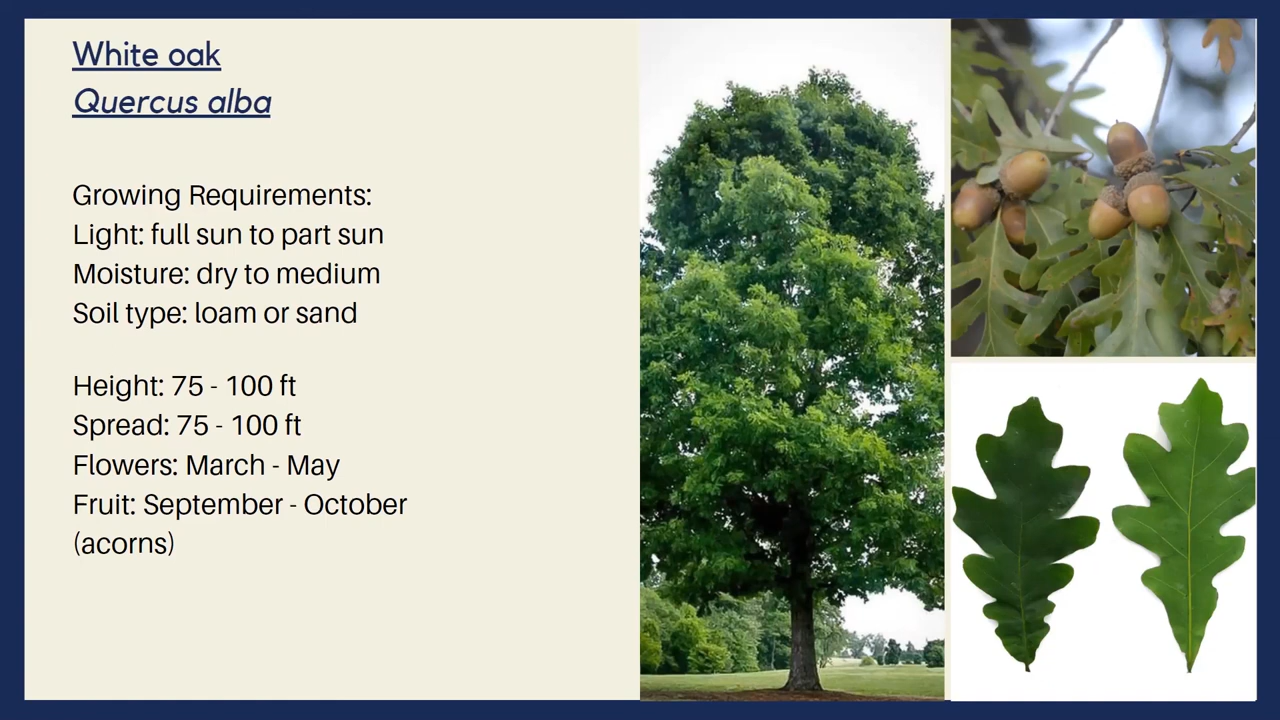 White oak
Quercus alba
Growing Requirements:
Light: full sun to part sun
Moisture: dry to medium
Soil type: loam or sand
Height: 75 - 100 ft
Spread: 75 - 100 ft
Flowers: March - May
Fruit: September - October
(acorns)